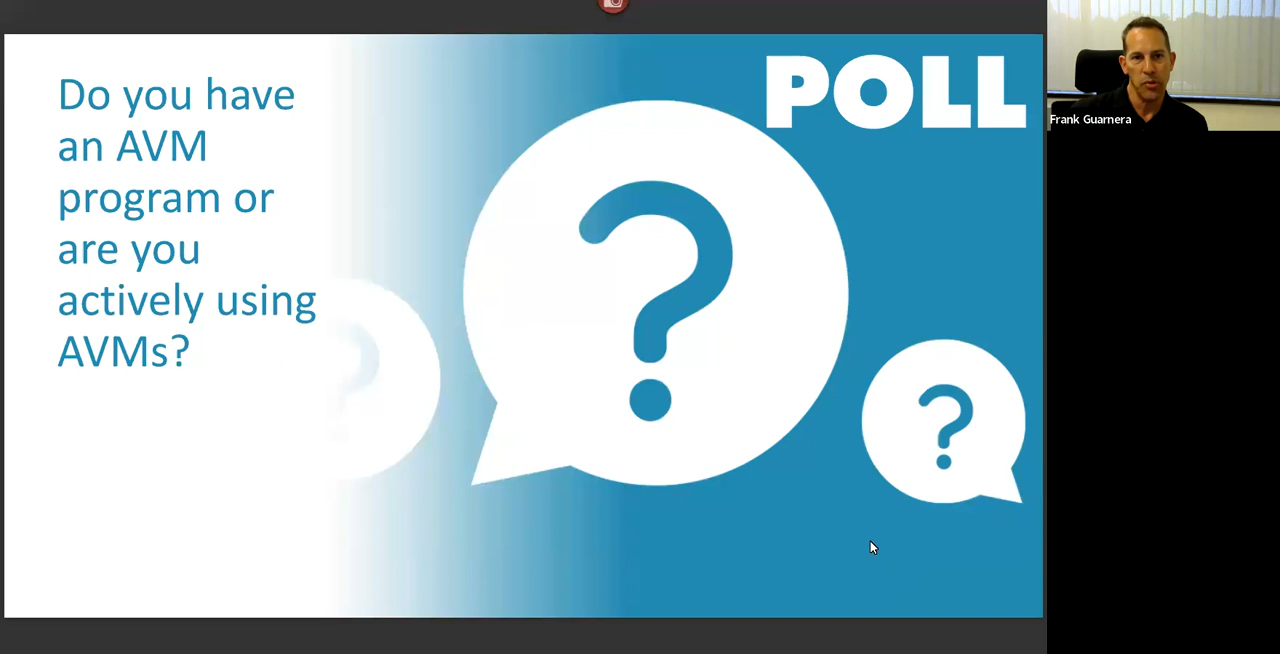 Do you have
an AVM
program or
are you
actively using
AVMs?
POLL
Frank Guarnera